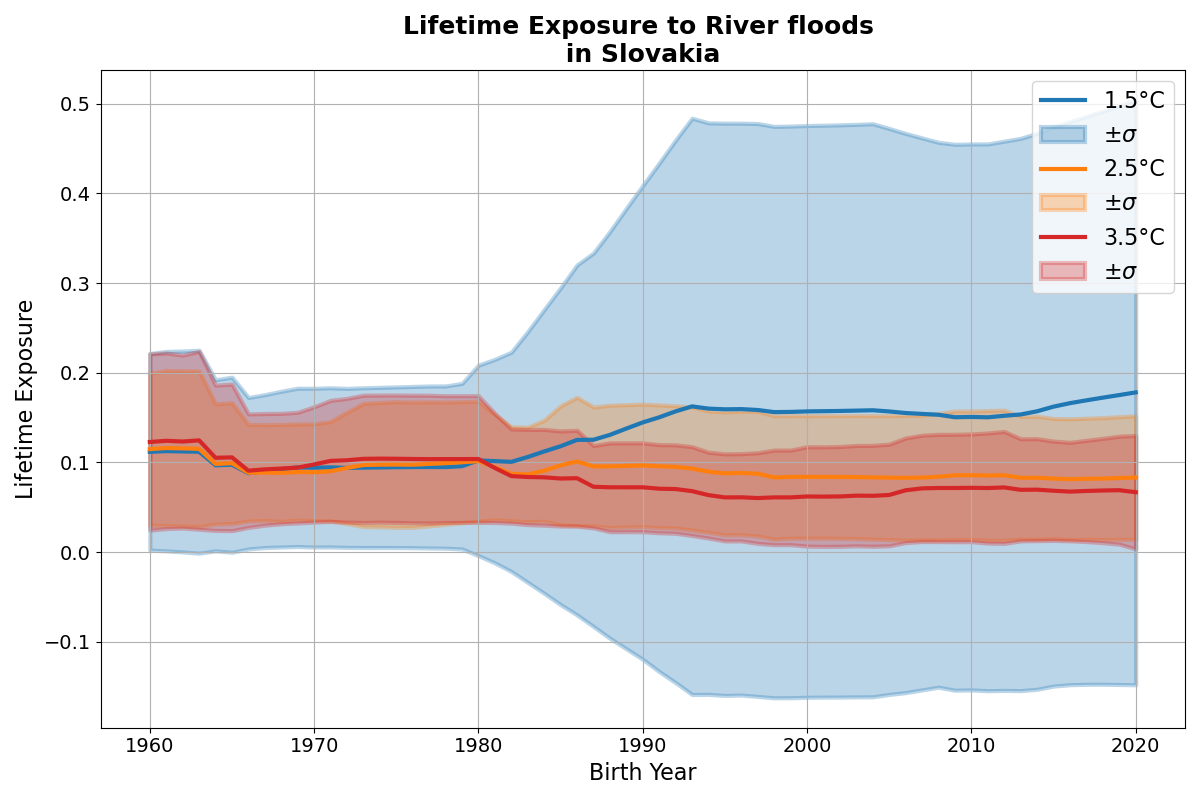 Lifetime Exposure to River floods
in Slovakia
Lifetime Exposure
0.5
0.4
0.3
0.2
0.1
0.0
−0.1
1.5°C
±σ
2.5°C
±σ
3.5°C
±σ
1960 1970 1980 1990 2000 2010 2020
Birth Year